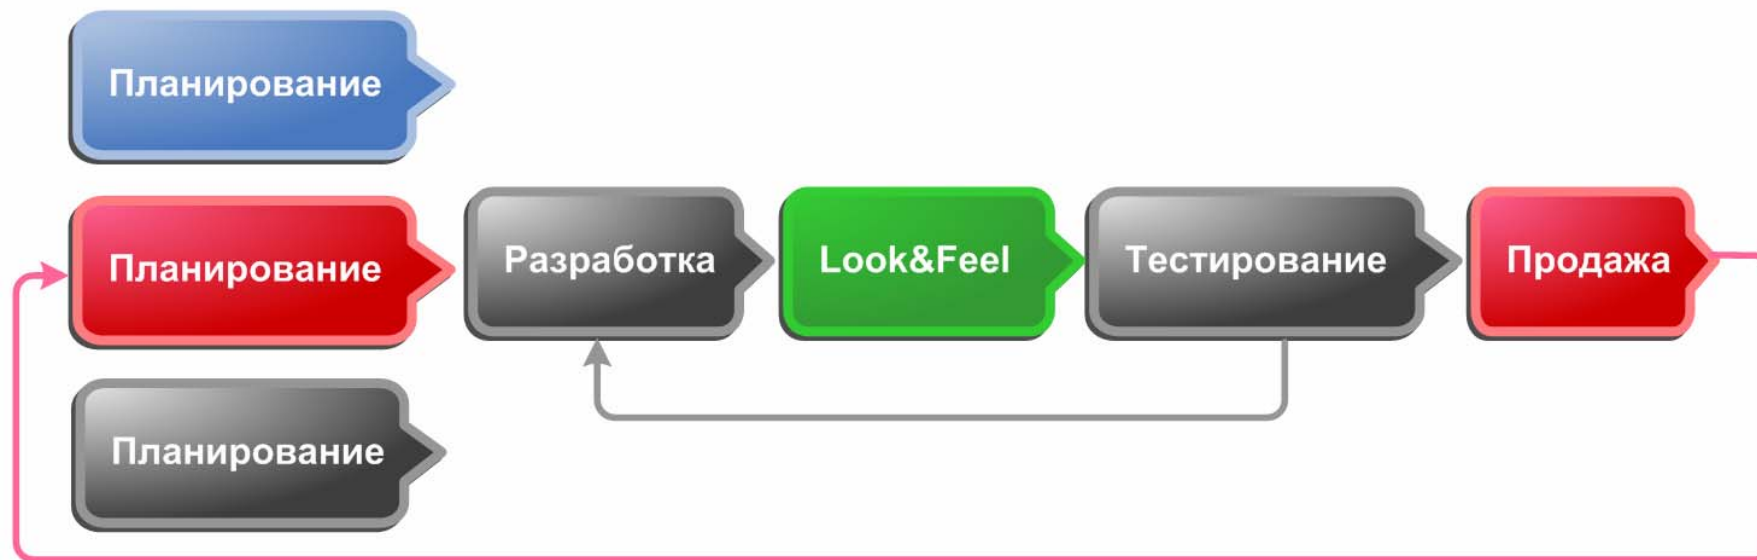 Планирование
Планирование
Разработка
Look&Feel
Тестирование
Продажа
Планирование